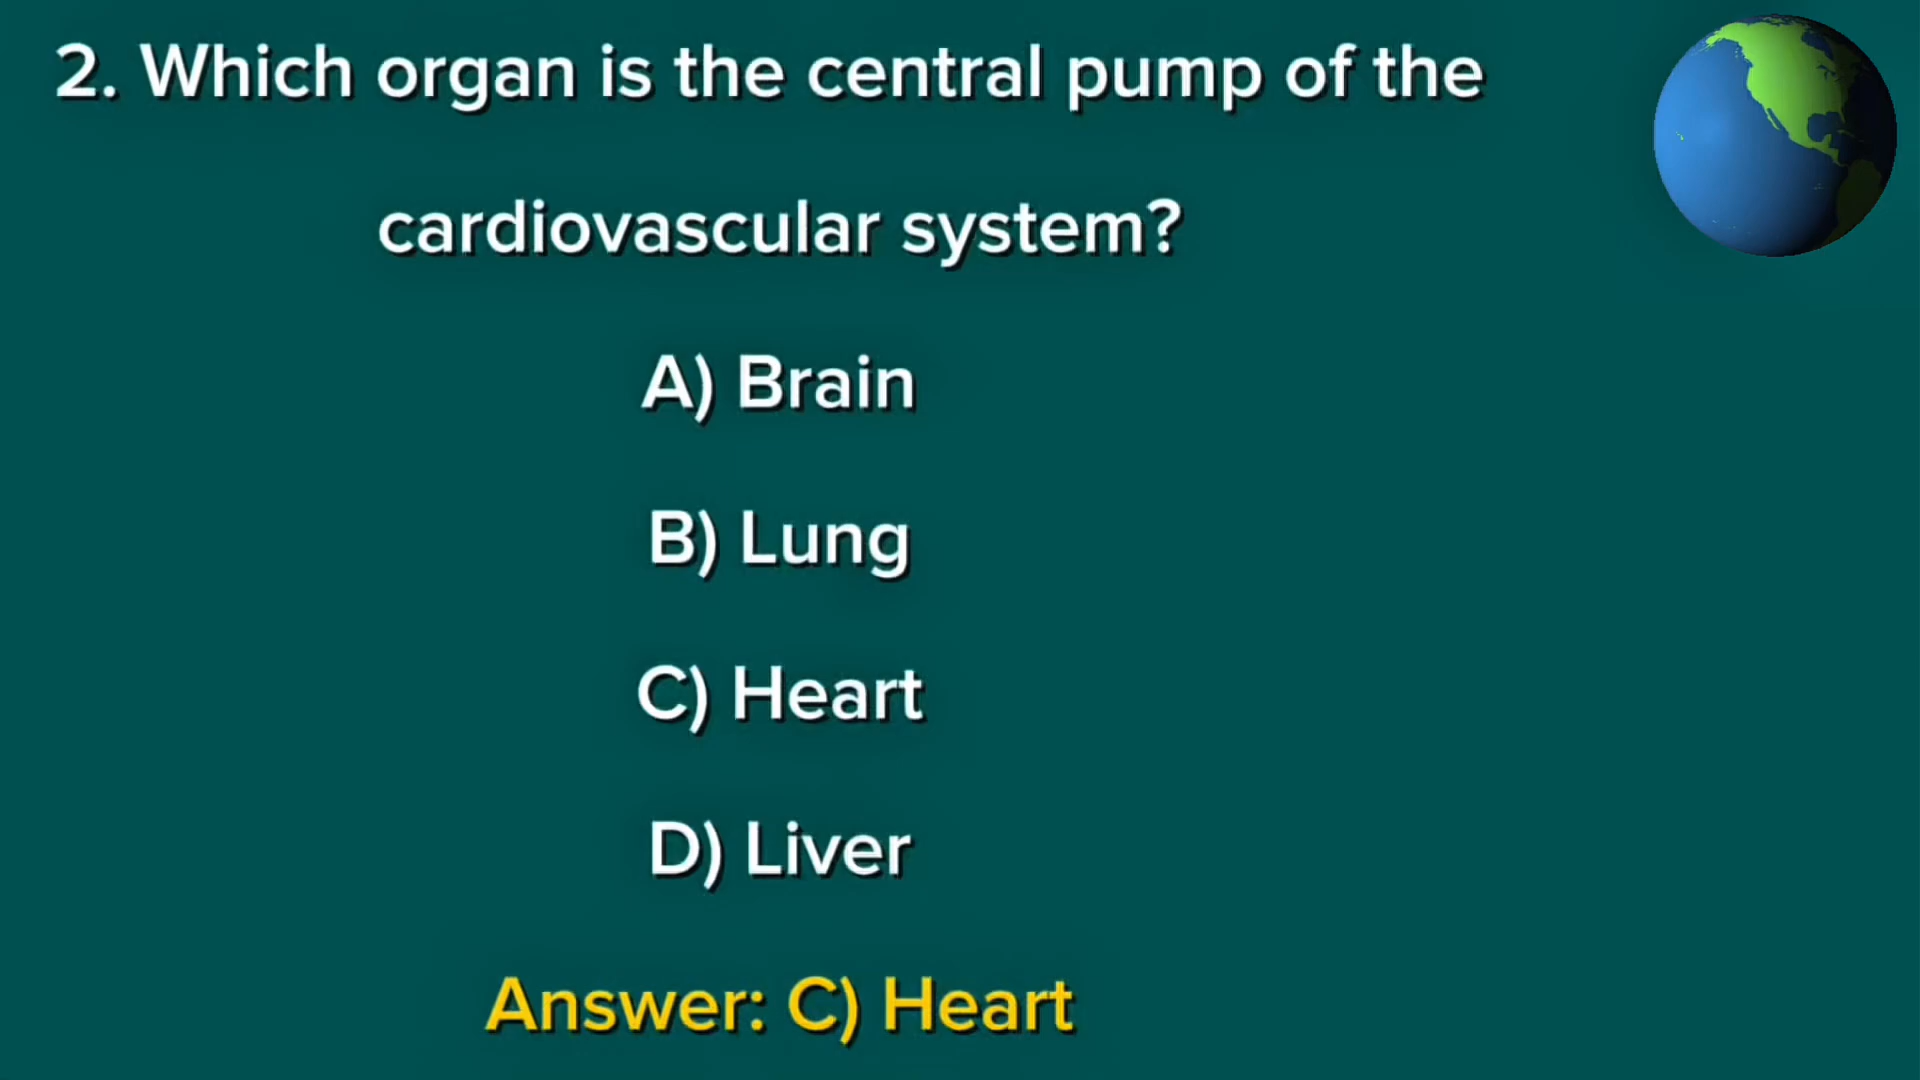 2. Which organ is the central pump of the
cardiovascular system?
A) Brain
B) Lung
C) Heart
D) Liver
Answer: C) Heart